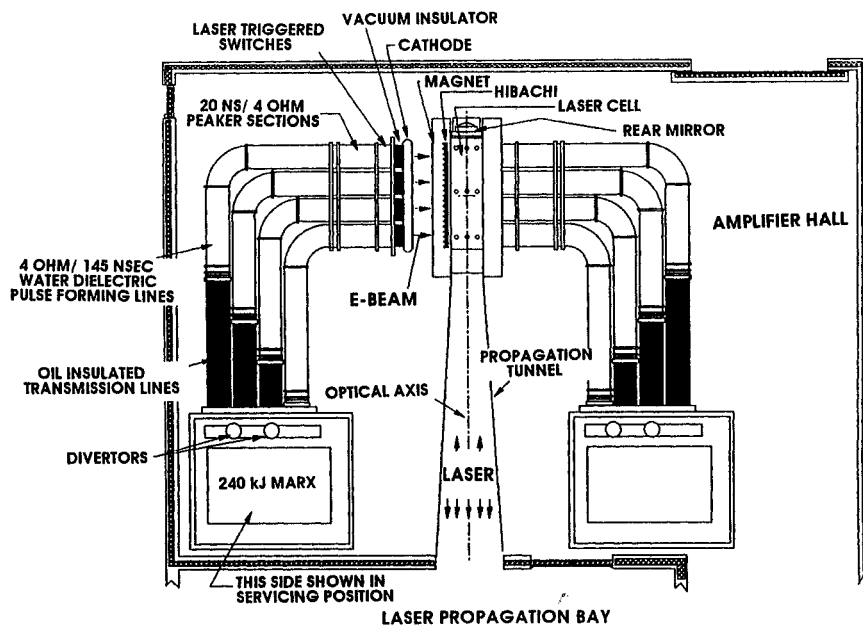 VACUUM INSULATOR
LASER TRIGGERED
SWITCHES
CATHODE
MAGNET
HIBACHI
20 NS/ 4 OHM
PEAKER SECTIONS
LASER CELL
REAR MIRROR
AMPLIFIER HALL
4 OHM/ 145 NSEC
WATER DIELECTRIC
PULSE FORMING LINES
E-BEAM
OIL INSULATED
TRANSMISSION LINES
OPTICAL AXIS
PROPAGATION
TUNNEL
DIVERTORS
LASER
240 kJ MARX
THIS SIDE SHOWN IN
SERVICING POSITION
LASER PROPAGATION BAY